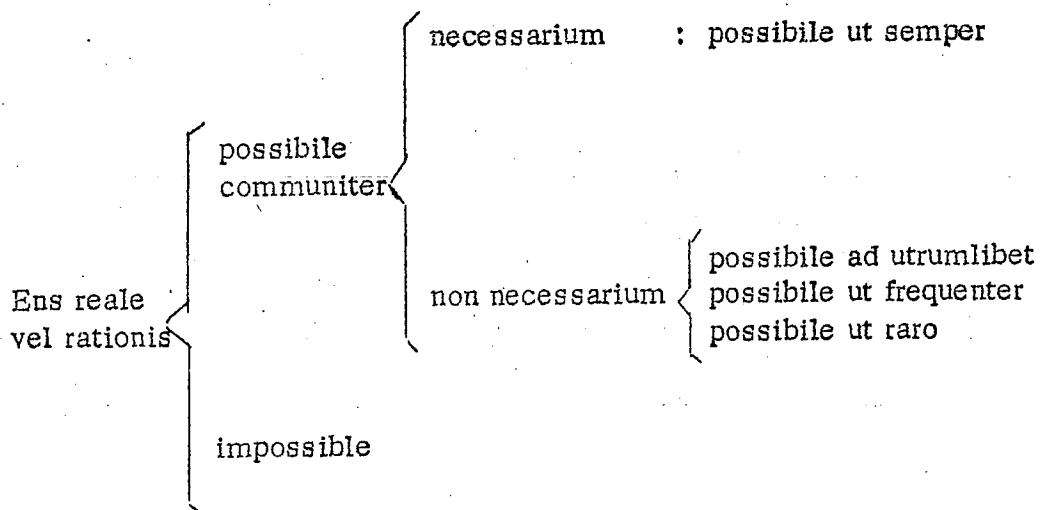 necessarium : possibile ut semper
possibile
communiter
Ens reale
vel rationis
non necessarium
possibile ad utrumlibet
possibile ut frequenter
possibile ut raro
impossible